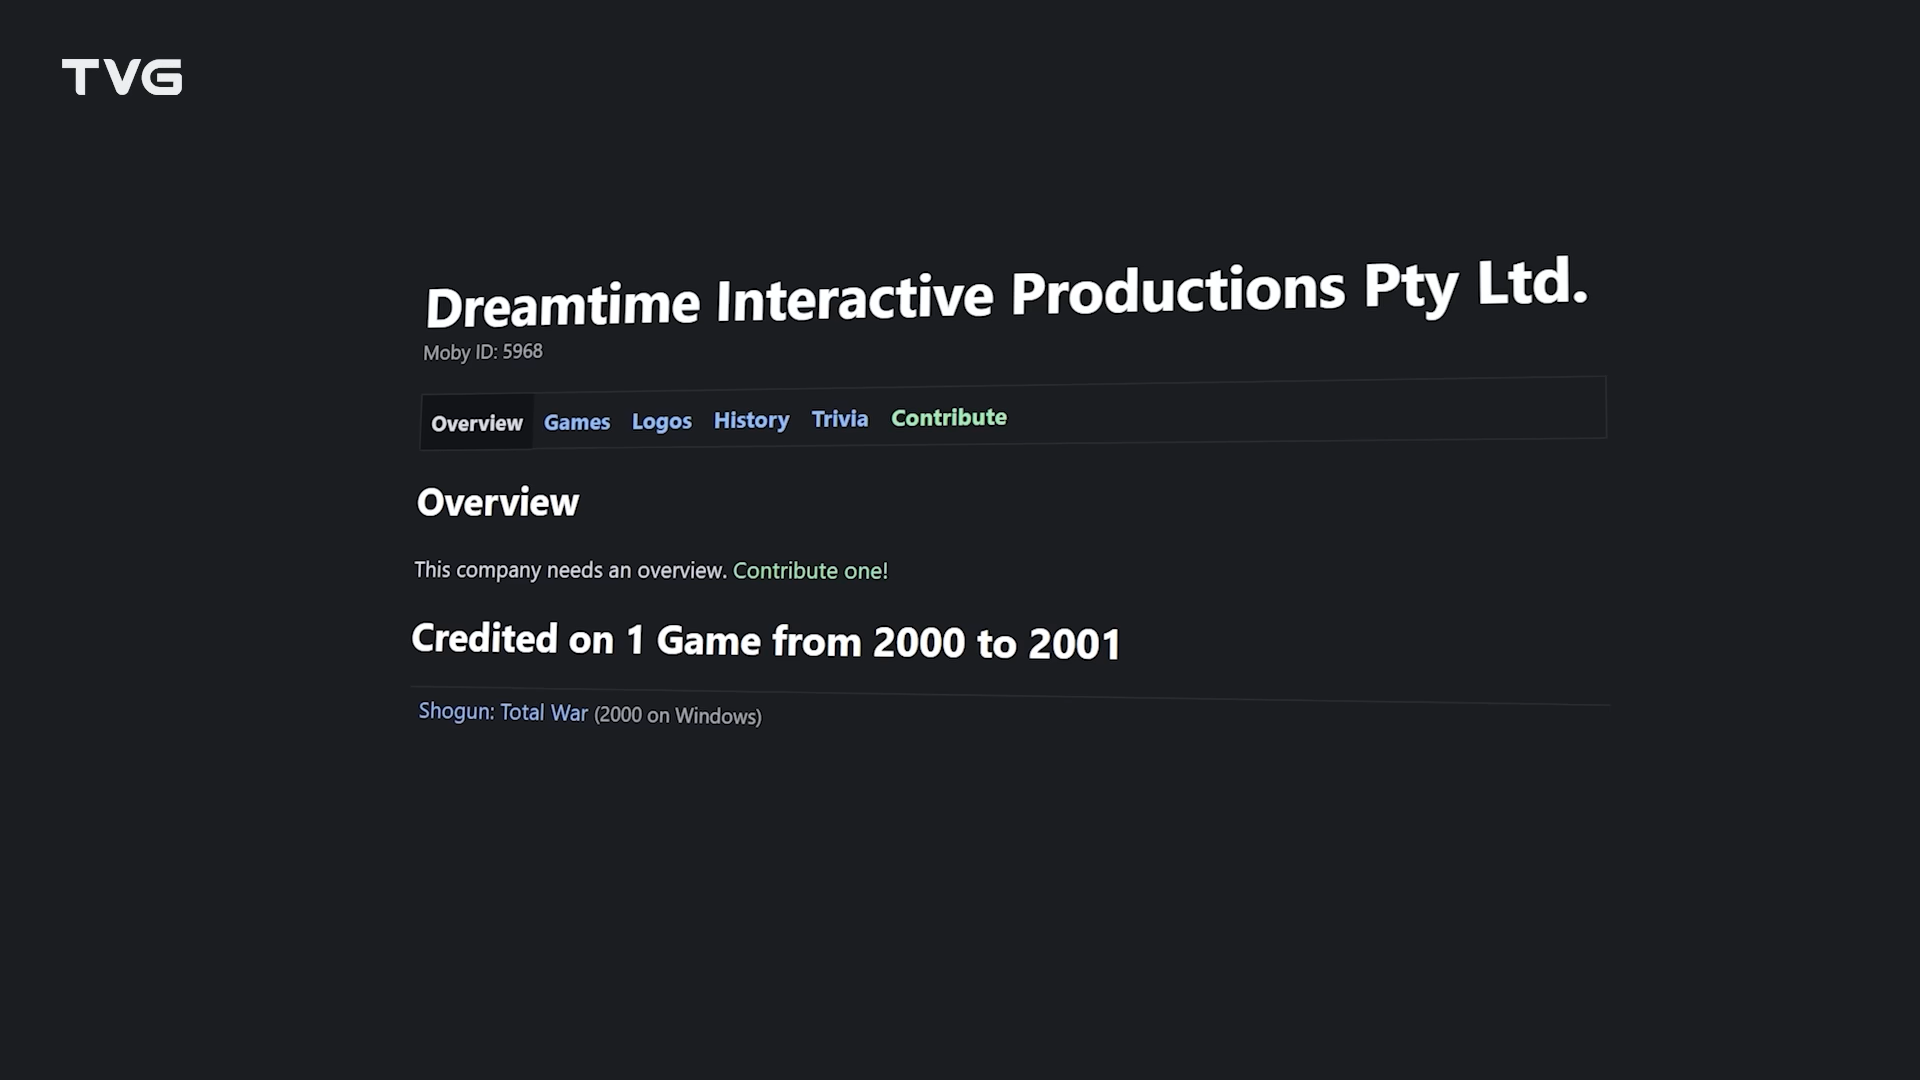 TVG
Dreamtime Interactive Productions Pty Ltd.
Moby ID: 5968
Overview Games Logos History Trivia Contribute
Overview
This company needs an overview. Contribute one!
Credited on 1 Game from 2000 to 2001
Shogun: Total War (2000 on Windows)